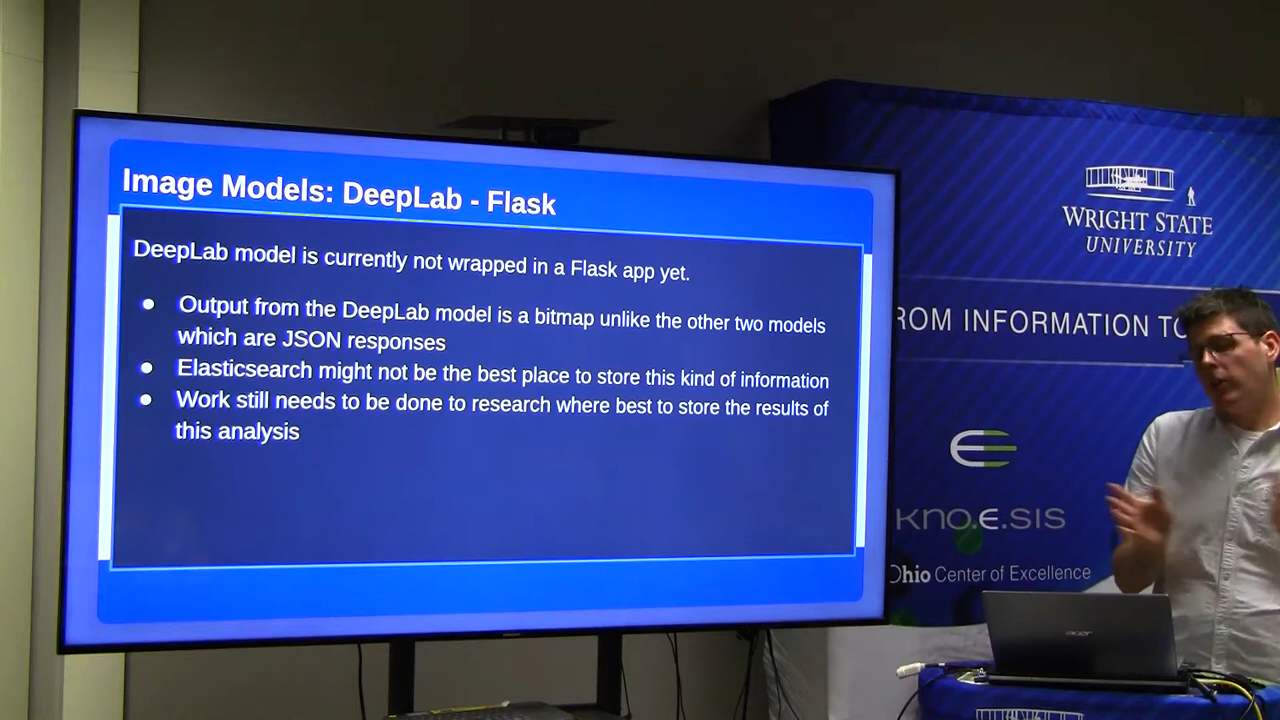 Image Models: DeepLab - Flask
DeepLab model is currently not wrapped in a Flask app yet.
● Output from the DeepLab model is a bitmap unlike the other two models
which are JSON responses
● Elasticsearch might not be the best place to store this kind of information
● Work still needs to be done to research where best to store the results of
this analysis
WRIGHT STATE
UNIVERSITY
ROM INFORMATION TO
kno.e.sis
Ohio Center of Excellence
acer